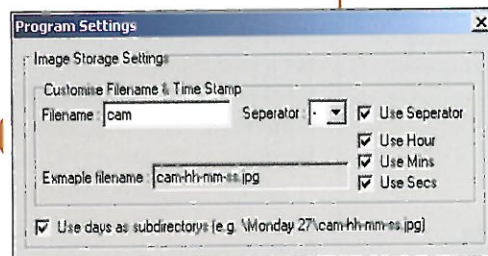 Program Settings
Image Storage Settings
Customise Filename & Time Stamp
Filename : cam Seperator : - Use Seperator
Use Hour
Use Mins
Exmaple filename : cam-hh-mm-ss.jpg Use Secs
Use days as subdirectorys (e.g. \Monday 27\cam-hh-mm-ss.jpg)